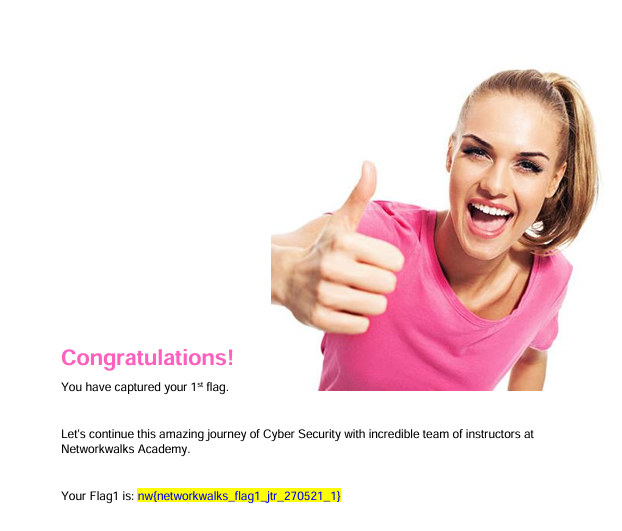 Congratulations!
You have captured your 1st flag.
Let's continue this amazing journey of Cyber Security with incredible team of instructors at
Networkwalks Academy.
Your Flag1 is: nw{networkwalks_flag1_jtr_270521_1}